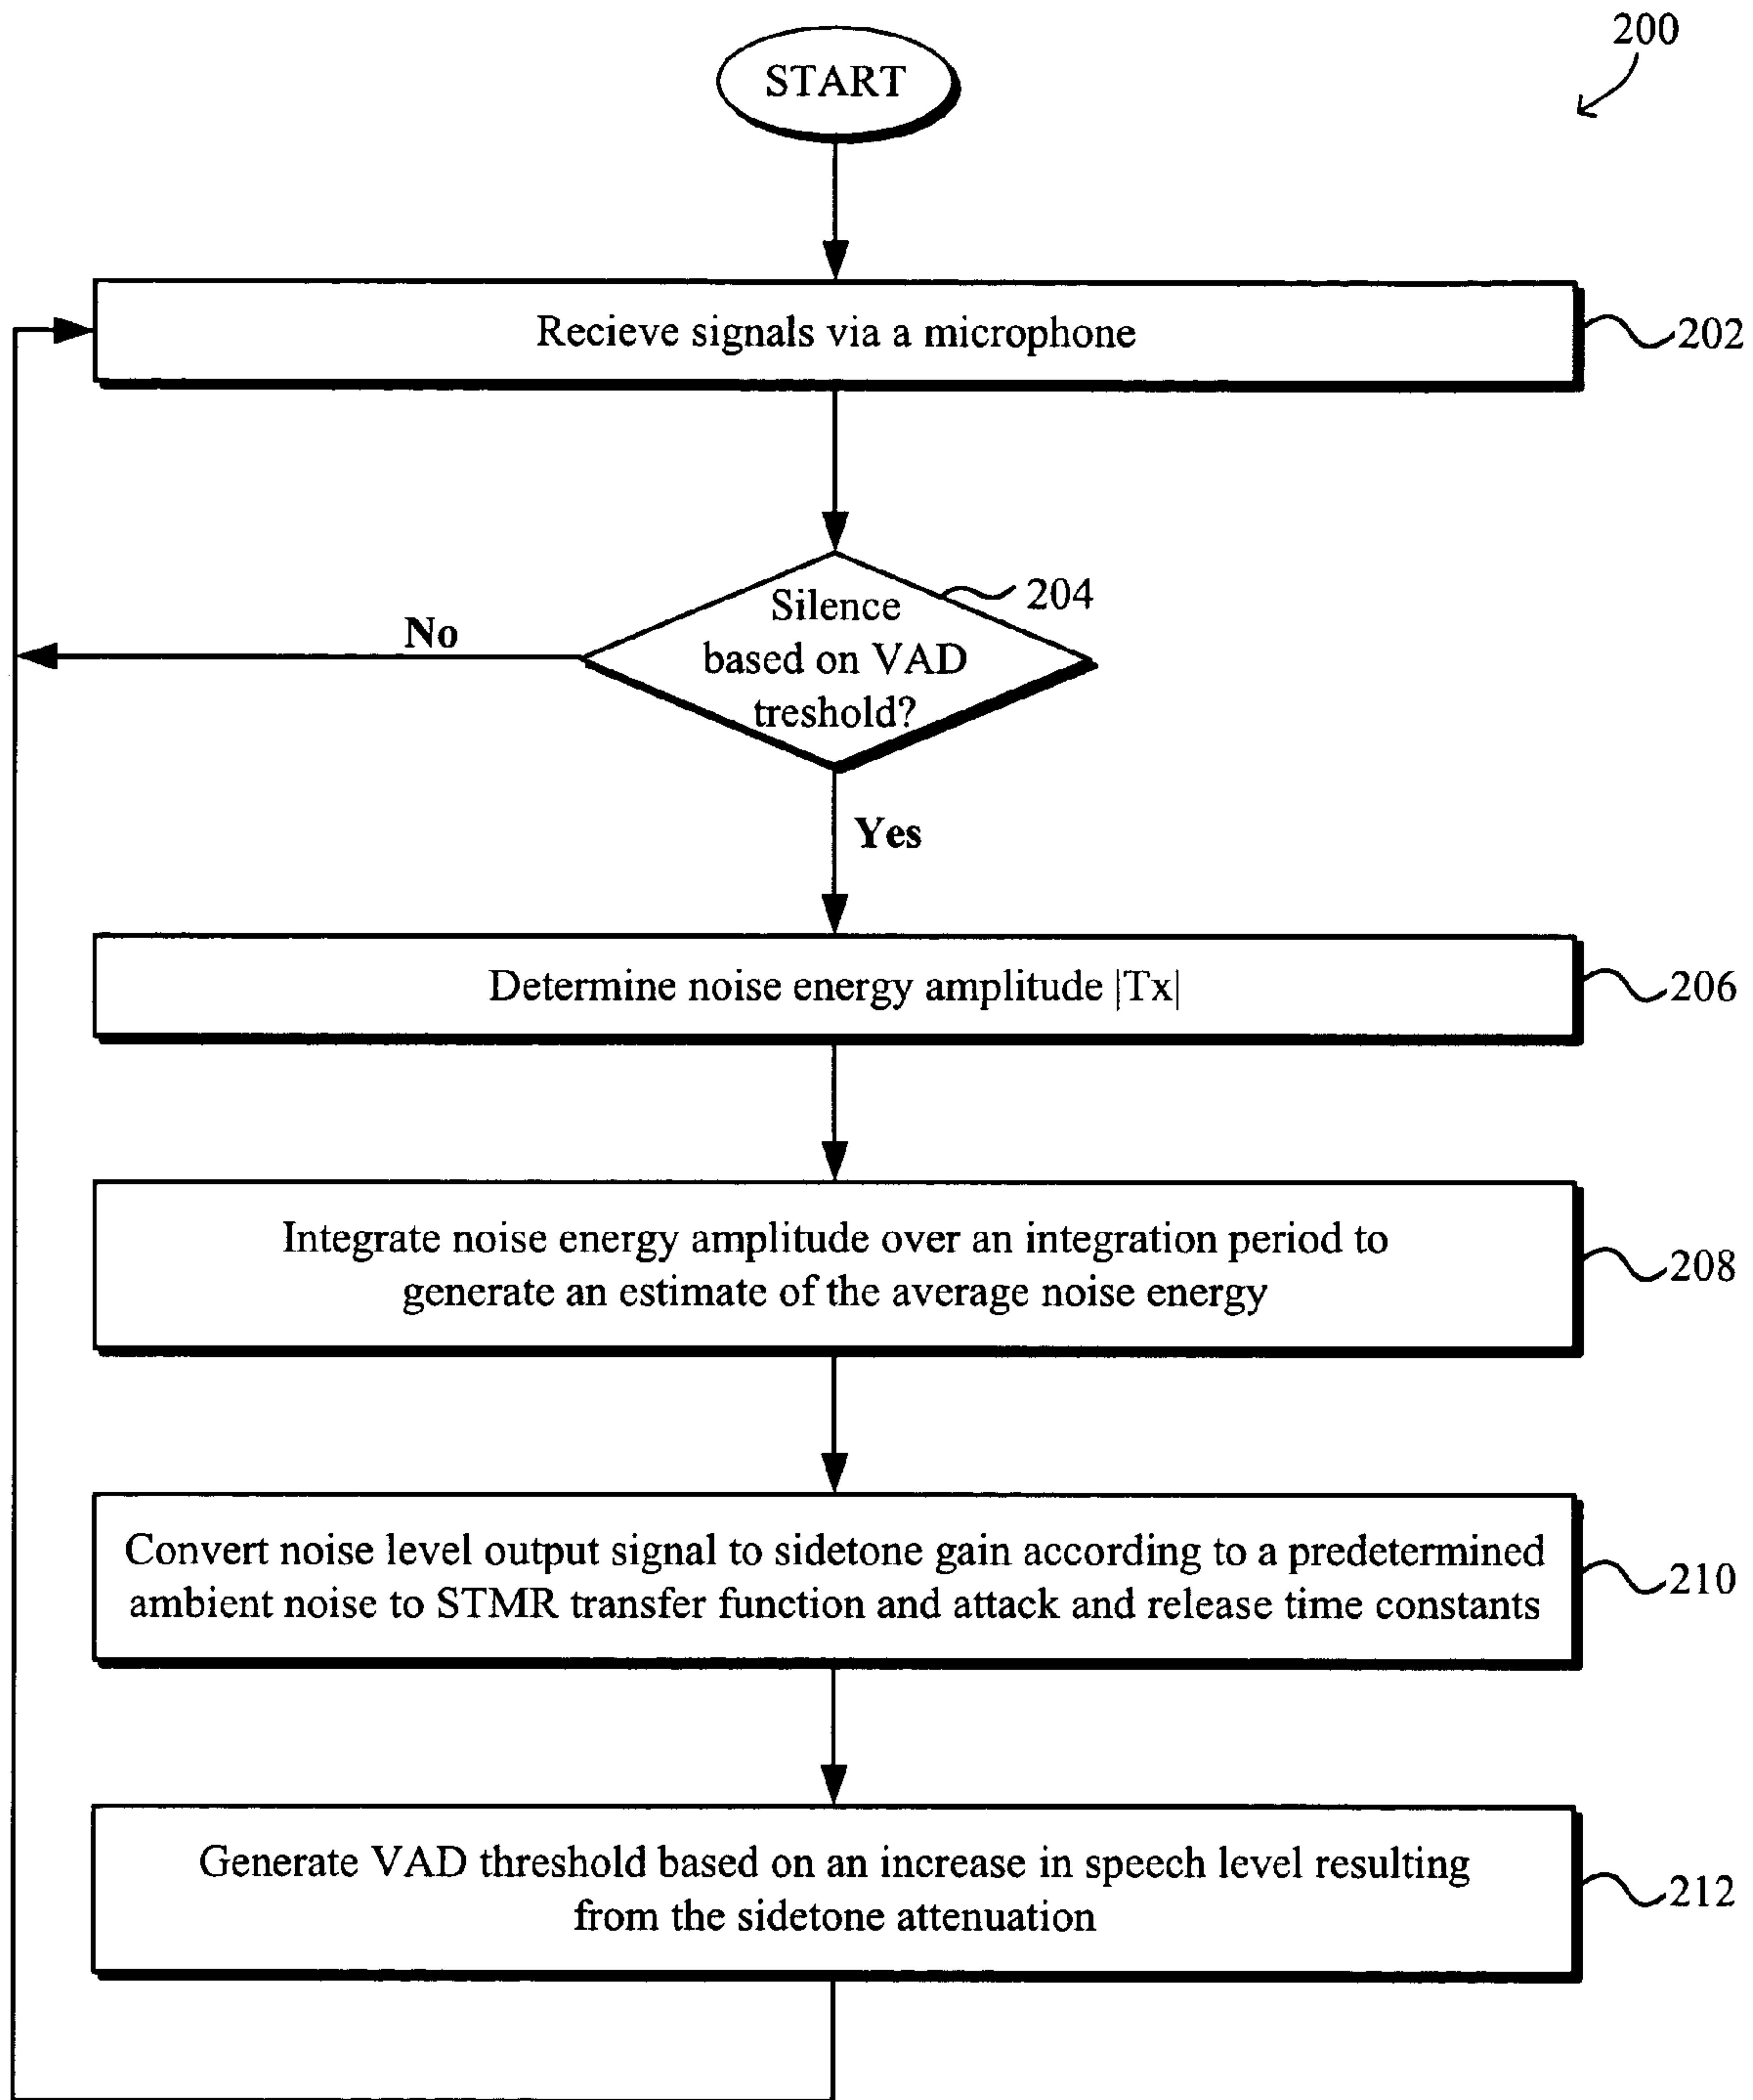 200
START
Recieve signals via a microphone
202
Silence
based on VAD
treshold?
204
No
Yes
Determine noise energy amplitude |Tx|
206
Integrate noise energy amplitude over an integration period to
generate an estimate of the average noise energy
208
Convert noise level output signal to sidetone gain according to a predetermined
ambient noise to STMR transfer function and attack and release time constants
210
Generate VAD threshold based on an increase in speech level resulting
from the sidetone attenuation
212